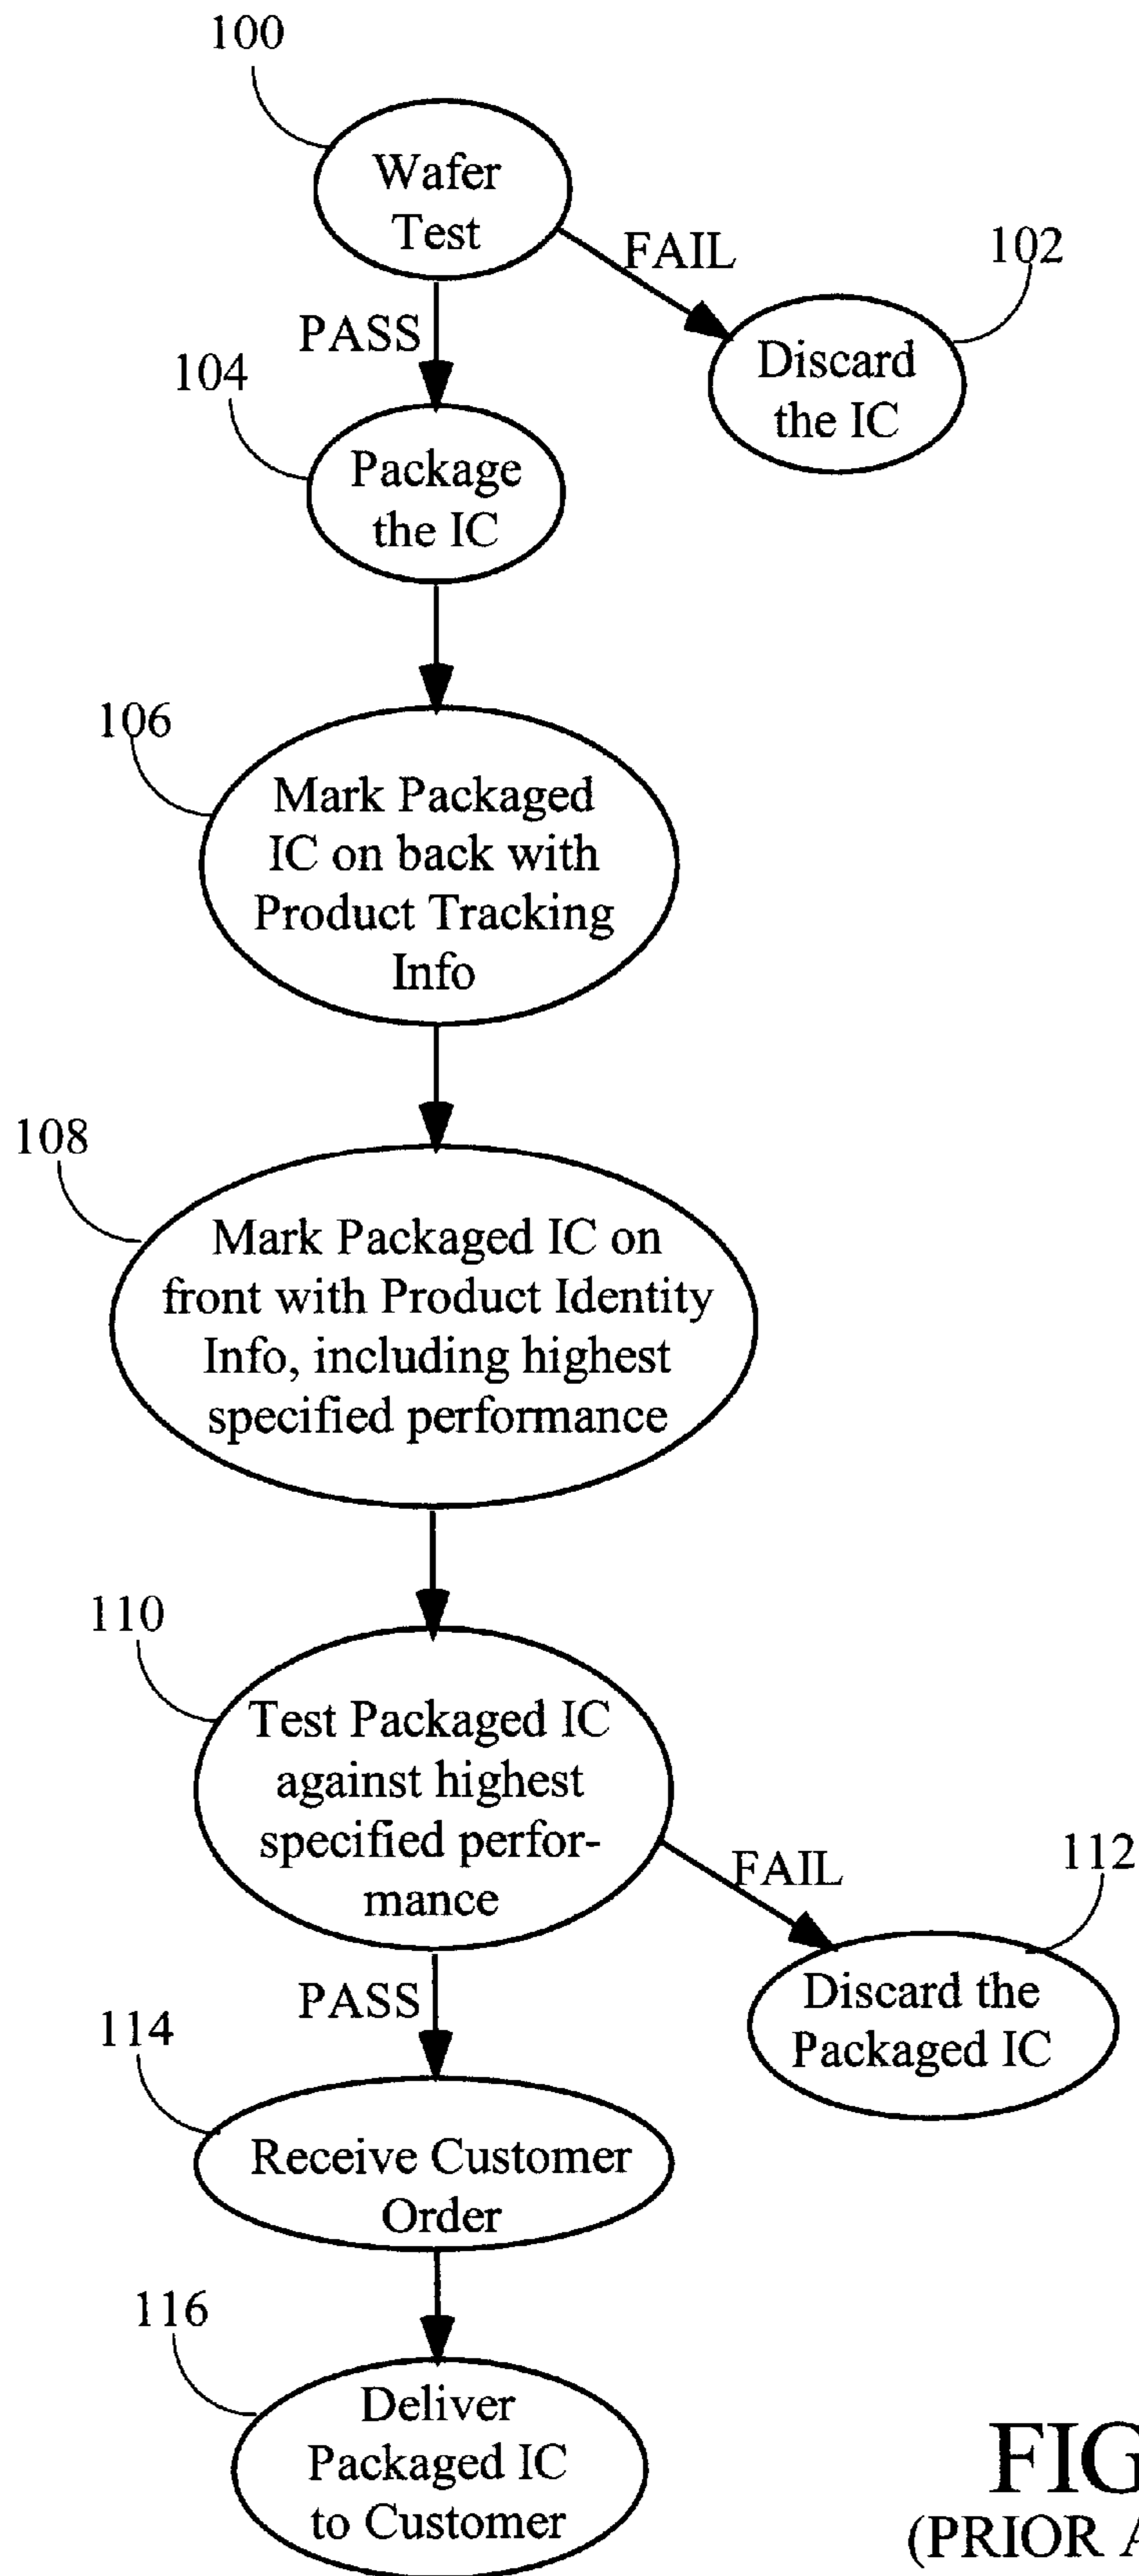 100
Wafer
Test
FAIL
102
PASS
Discard
the IC
104
Package
the IC
106
Mark Packaged
IC on back with
Product Tracking
Info
108
Mark Packaged IC on
front with Product Identity
Info, including highest
specified performance
110
Test Packaged IC
against highest
specified perfor-
mance
FAIL
112
PASS
Discard the
Packaged IC
114
Receive Customer
Order
116
Deliver
Packaged IC
to Customer
FIG
(PRIOR A